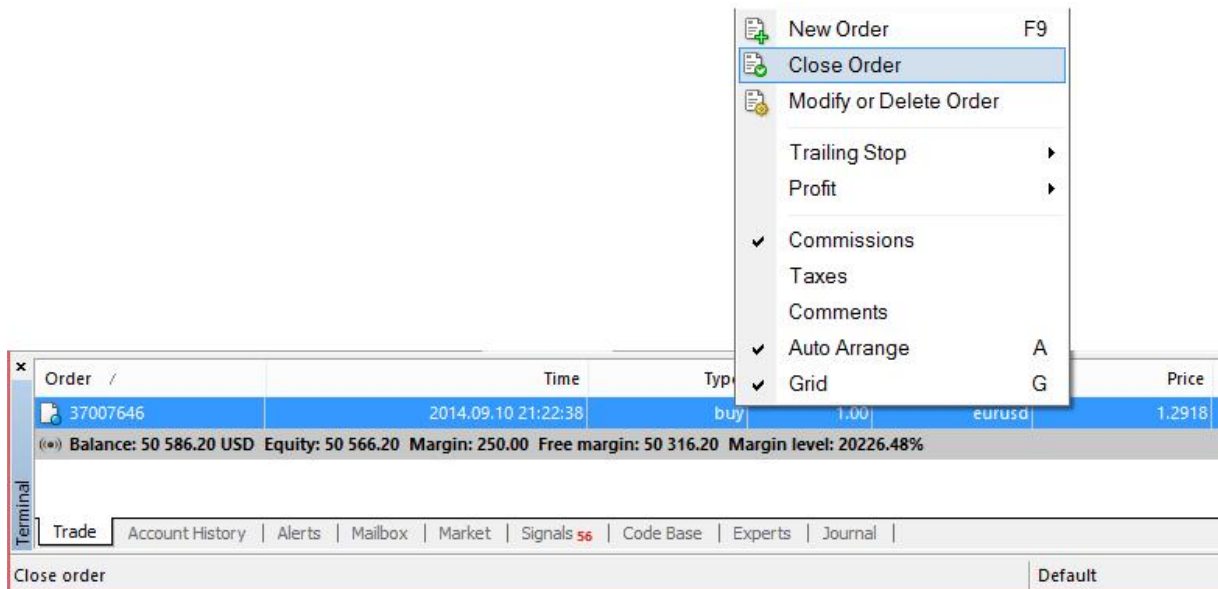 New Order F9
Close Order
Modify or Delete Order
Trailing Stop
Profit
Commissions
Taxes
Comments
Auto Arrange A
Grid G
Order / Time Typ Price
37007646 2014.09.10 21:22:38 buy 1.00 eurusd 1.2918
Balance: 50 586.20 USD Equity: 50 566.20 Margin: 250.00 Free margin: 50 316.20 Margin level: 20226.48%
Terminal
Trade Account History | Alerts | Mailbox | Market | Signals 56 | Code Base | Experts | Journal |
Close order Default